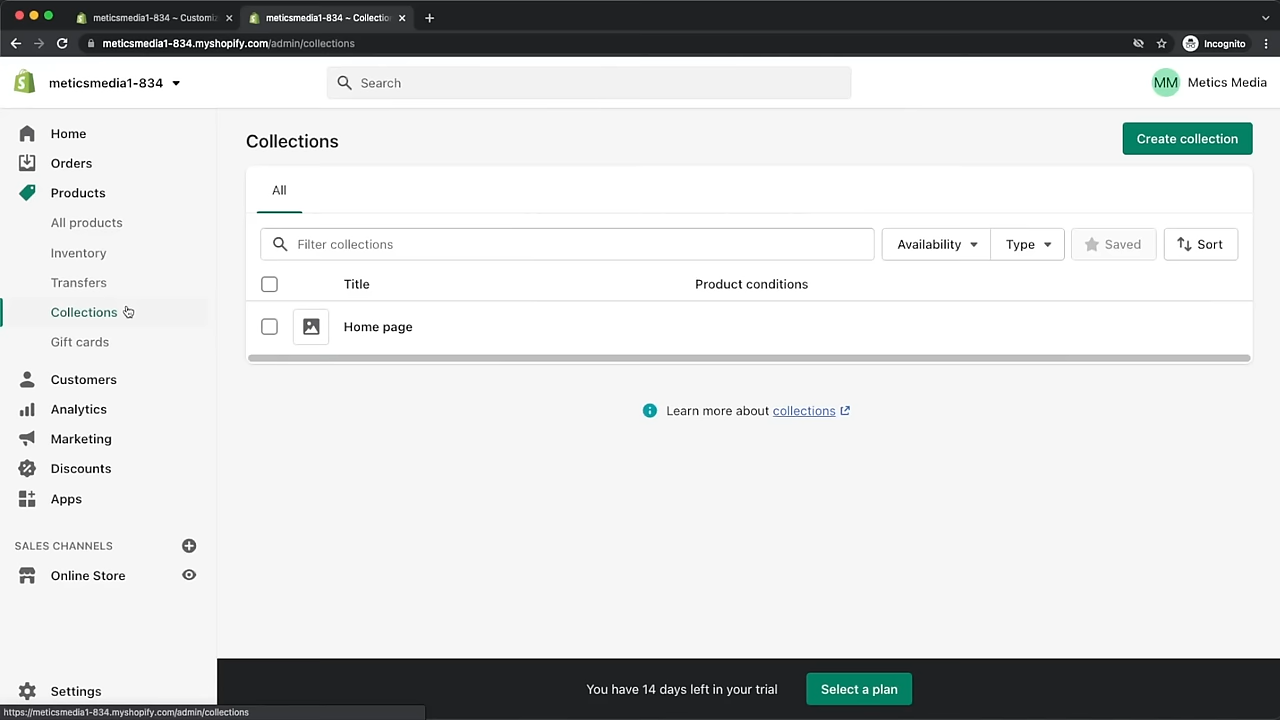 meticsmedia1-834 ~ Customiz
meticsmedia1-834 ~ Collection
meticsmedia1-834.myshopify.com/admin/collections
Incognito
meticsmedia1-834
Search
MM
Metics Media
Home
Orders
Products
All products
Inventory
Transfers
Collections
Gift cards
Customers
Analytics
Marketing
Discounts
Apps
SALES CHANNELS
Online Store
Settings
Collections
Create collection
All
Filter collections
Availability
Type
Saved
Sort
Title
Product conditions
Home page
Learn more about collections
You have 14 days left in your trial
Select a plan
https://meticsmedia1-834.myshopify.com/admin/collections